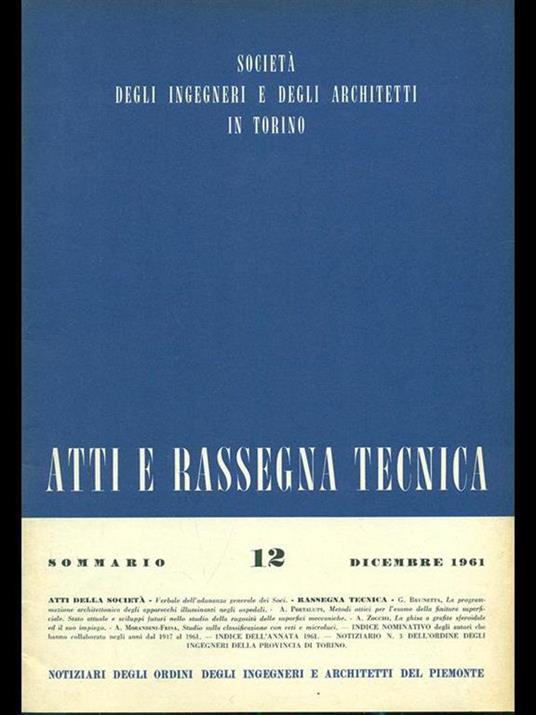 SOCIETÀ
DEGLI INGEGNERI E DEGLI ARCHITETTI
IN TORINO
ATTI E RASSEGNA TECNICA
SOMMARIO 12 DICEMBRE 1961
ATTI DELLA SOCIETÀ - Verbale dell'adunanza generale dei Soci. - RASSEGNA TECNICA - G. BRUNETTA, La program-
mazione architettonica degli apparecchi illuminanti negli ospedali. - A. PORTALUPI, Metodi ottici per l'esame della finitura superfi-
ciale. Stato attuale e sviluppi futuri nello studio della rugosità delle superfici meccaniche. - A. ZOCCHI, La ghisa a grafite sferoidale
ed il suo impiego. - A. MORANDINI-FRISA, Studio sulla classificazione con reti e microluci. — INDICE NOMINATIVO degli autori che
hanno collaborato negli anni dal 1917 al 1961. — INDICE DELL'ANNATA 1961. — NOTIZIARIO N. 3 DELL'ORDINE DEGLI
INGEGNERI DELLA PROVINCIA DI TORINO.
NOTIZIARI DEGLI ORDINI DEGLI INGEGNERI E ARCHITETTI DEL PIEMONTE